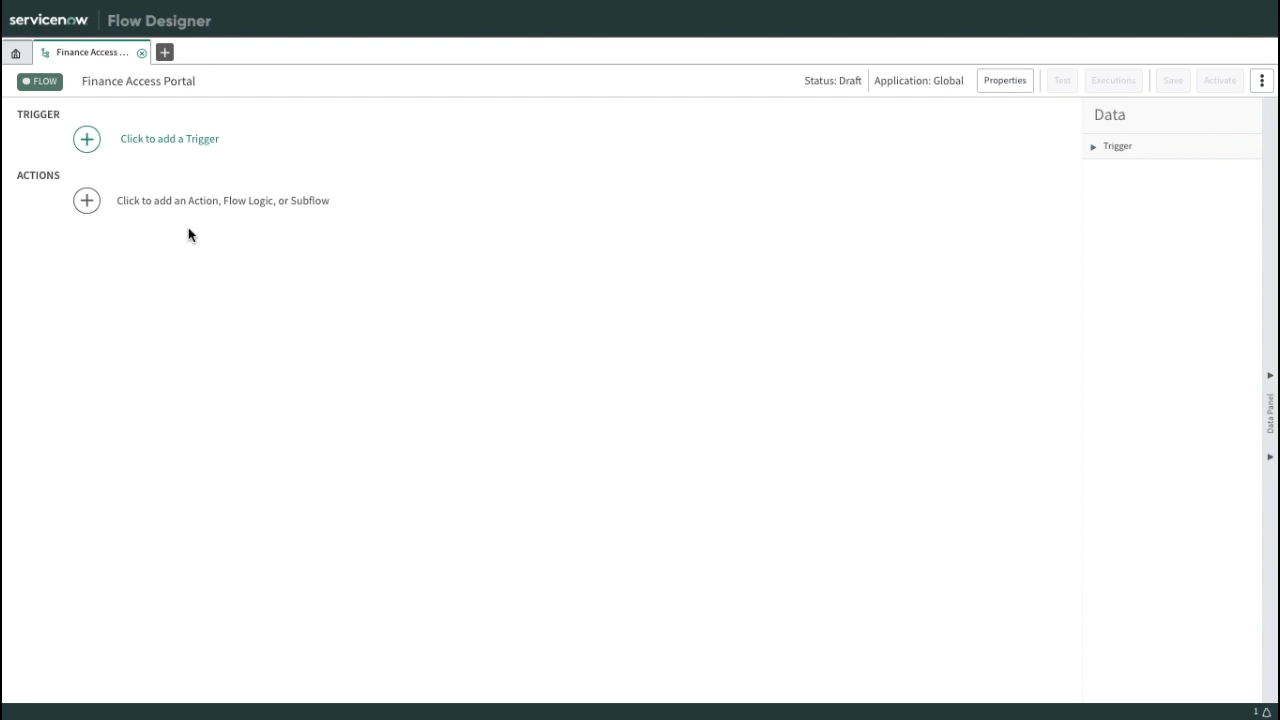 servicenow Flow Designer
Finance Access ...
FLOW Finance Access Portal Status: Draft Application: Global Properties Test Executions Save Activate
TRIGGER
Click to add a Trigger
ACTIONS
Click to add an Action, Flow Logic, or Subflow
Data
Trigger
Data Panel
1